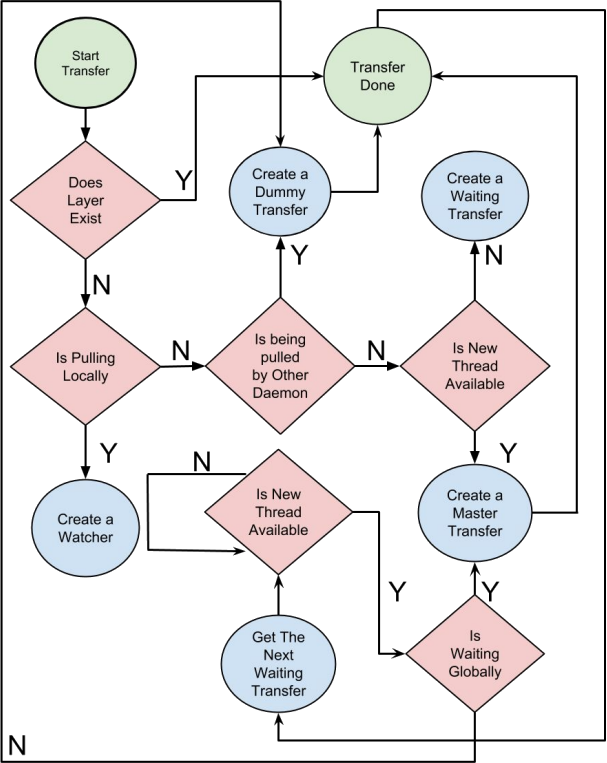 Start
Transfer
Transfer
Done
Does
Layer
Exist
Y
Create a
Dummy
Transfer
Create a
Waiting
Transfer
N
Y
N
Is Pulling
Locally
N
Is being
pulled
by Other
Daemon
N
Is New
Thread
Available
Y
Y
N
Create a
Watcher
Is New
Thread
Available
Create a
Master
Transfer
Y
Y
Get The
Next
Waiting
Transfer
Is
Waiting
Globally
N